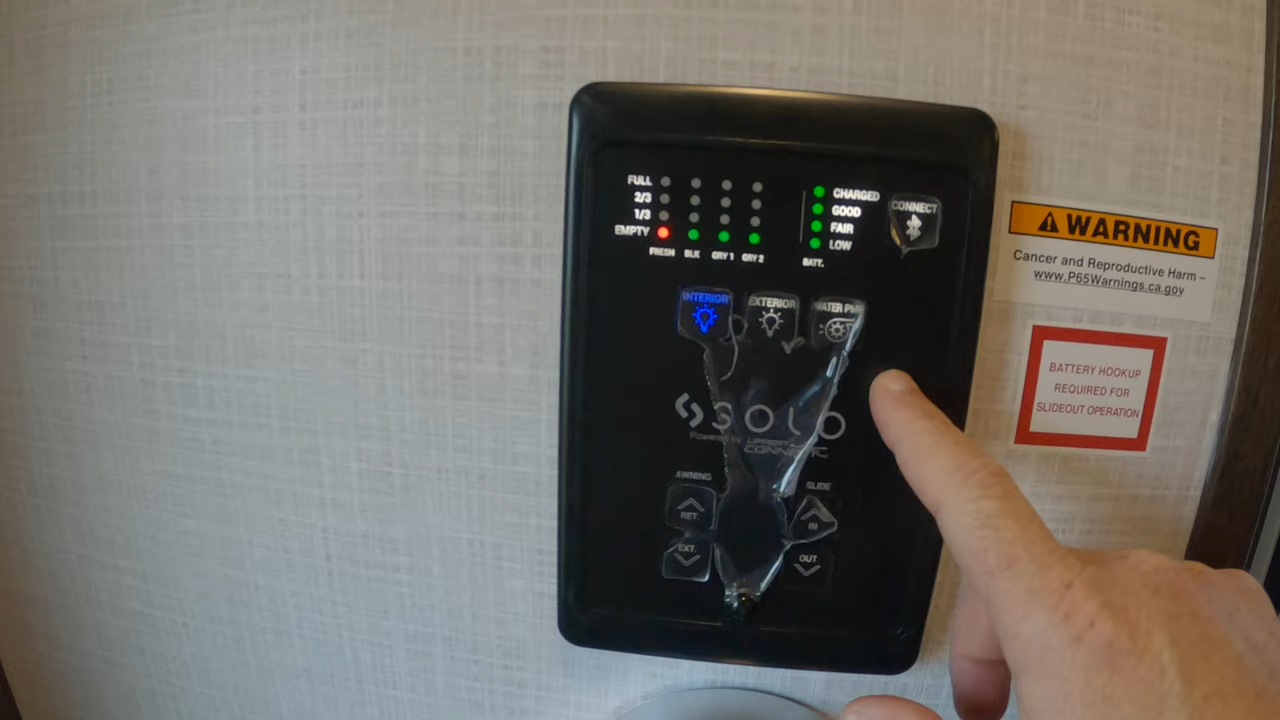 FULL
2/3
1/3
EMPTY
FRESH BLK GRY 1 GRY 2
CHARGED
GOOD
FAIR
LOW
BATT.
CONNECT
INTERIOR
EXTERIOR
WATER PMP
SOLO
Powered by
CONNECT
AWNING
RET.
EXT.
SLIDE
IN
OUT
WARNING
Cancer and Reproductive Harm –
www.P65Warnings.ca.gov
BATTERY HOOKUP
REQUIRED FOR
SLIDEOUT OPERATION